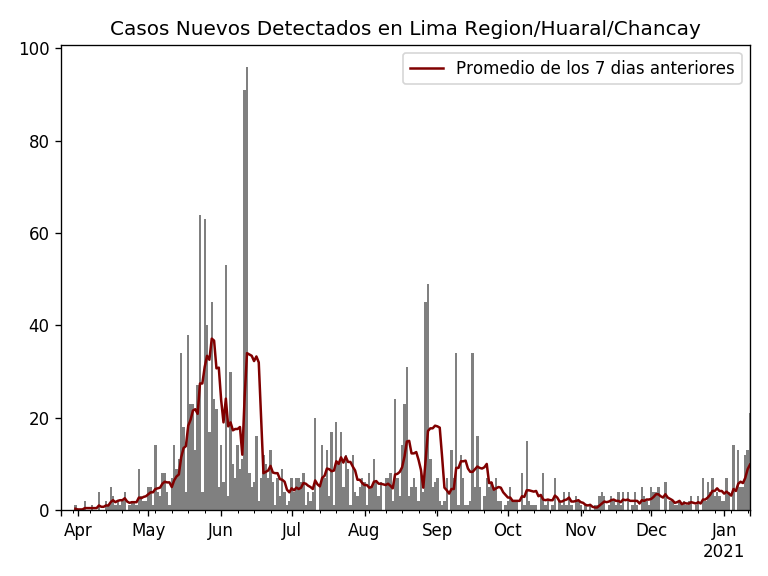 Casos Nuevos Detectados en Lima Region/Huaral/Chancay
Promedio de los 7 dias anteriores
100
80
60
40
20
0
Apr May Jun Jul Aug Sep Oct Nov Dec Jan
2021